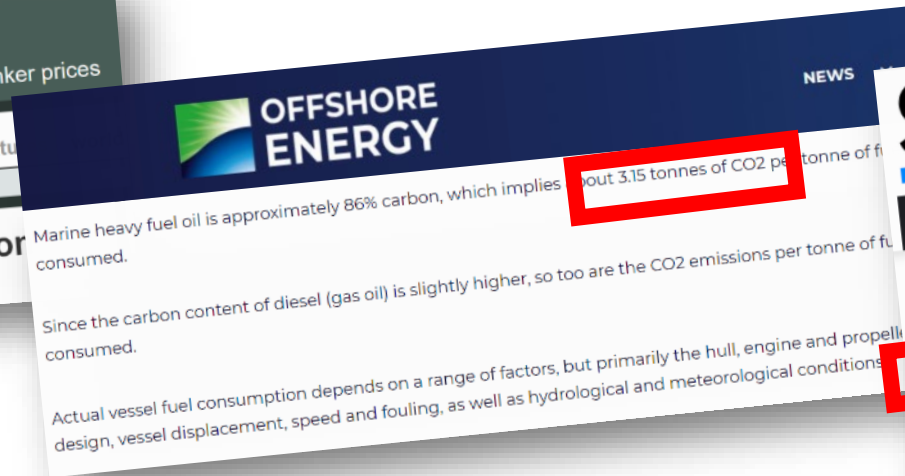 nker prices
OFFSHORE
ENERGY
NEWS
Marine heavy fuel oil is approximately 86% carbon, which implies bout 3.15 tonnes of CO2 pe tonne of fu
consumed.
Since the carbon content of diesel (gas oil) is slightly higher, so too are the CO2 emissions per tonne of fu
consumed.
Actual vessel fuel consumption depends on a range of factors, but primarily the hull, engine and propelle
design, vessel displacement, speed and fouling, as well as hydrological and meteorological conditions